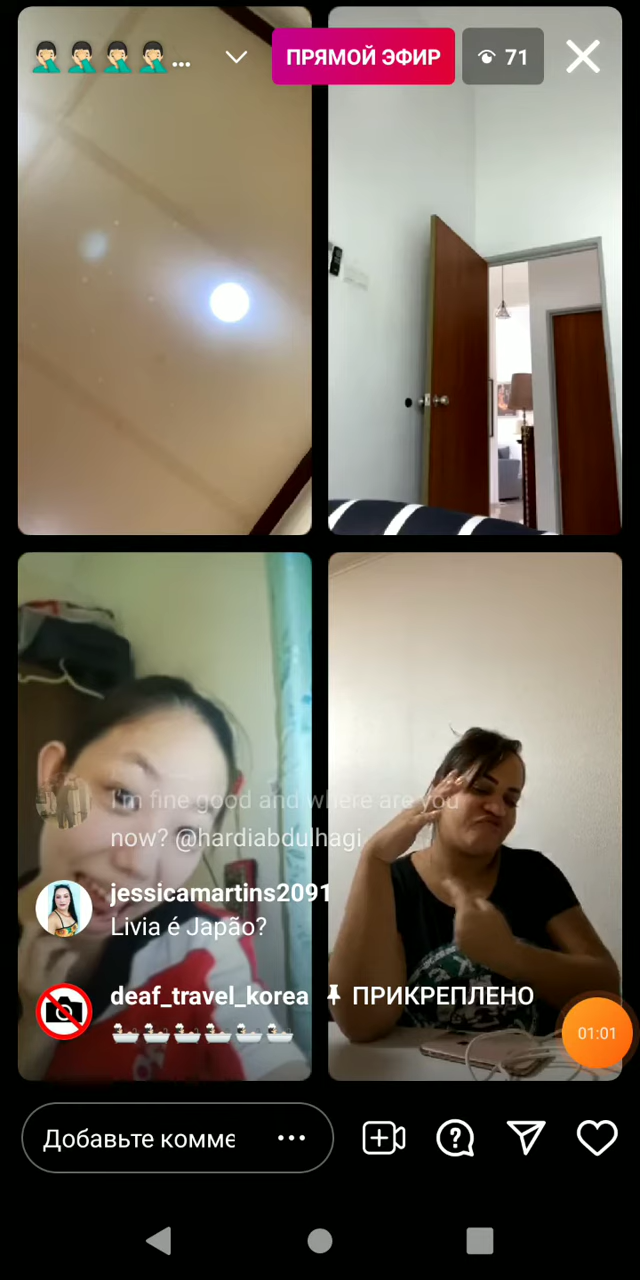 ... ПРЯМОЙ ЭФИР 71
I'm fine good and where are you
now? @hardiabdulhagi
jessicamartins2091
Livia é Japão?
deaf_travel_korea ПРИКРЕПЛЕНО
01:01
Добавьте комме